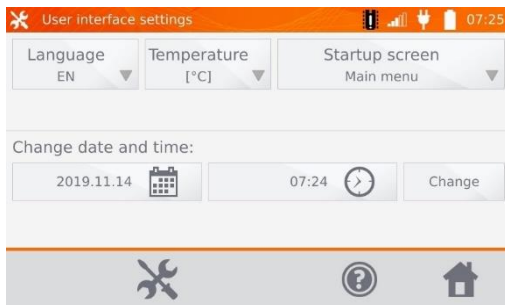 User interface settings 07:25
Language Temperature Startup screen
EN [°C] Main menu
Change date and time:
2019.11.14 07:24 Change